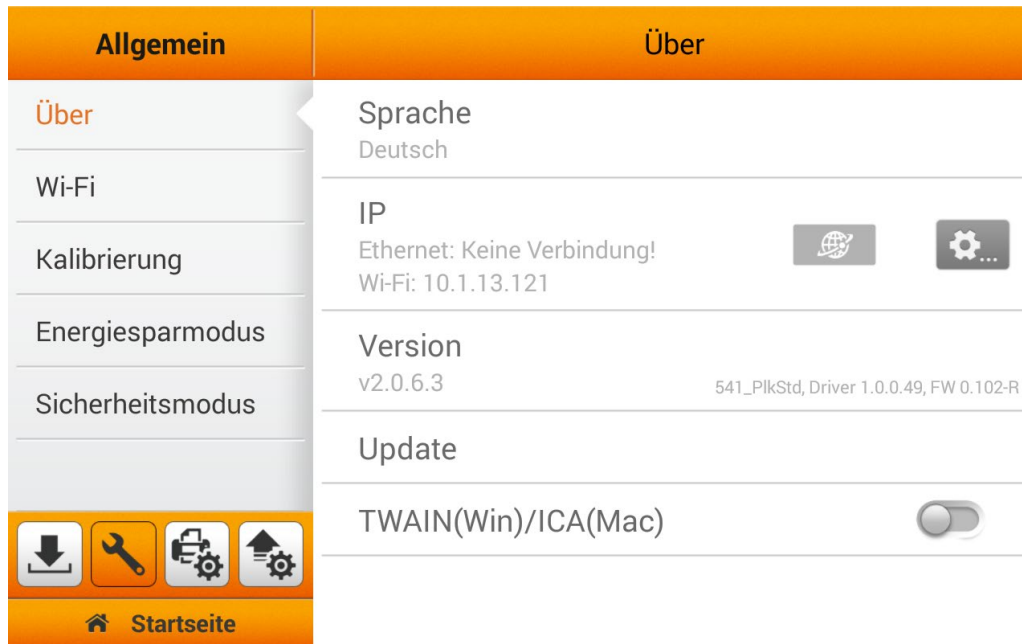 Allgemein
Über
Über
Wi-Fi
Kalibrierung
Energiesparmodus
Sicherheitsmodus
Startseite
Sprache
Deutsch
IP
Ethernet: Keine Verbindung!
Wi-Fi: 10.1.13.121
...
Version
v2.0.6.3
541_PlkStd, Driver 1.0.0.49, FW 0.102-R
Update
TWAIN(Win)/ICA(Mac)